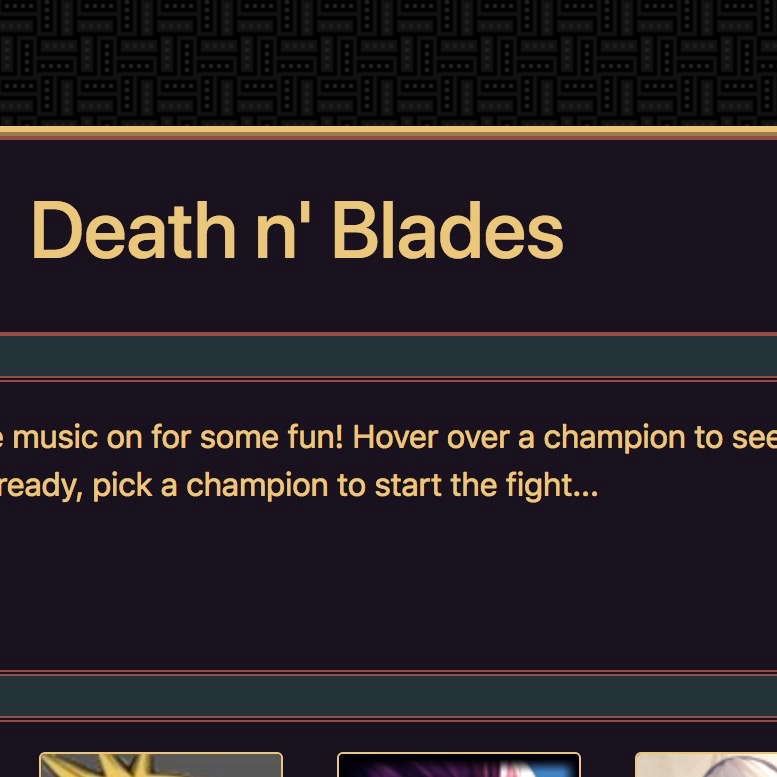 Death n' Blades
music on for some fun! Hover over a champion to see
ready, pick a champion to start the fight...